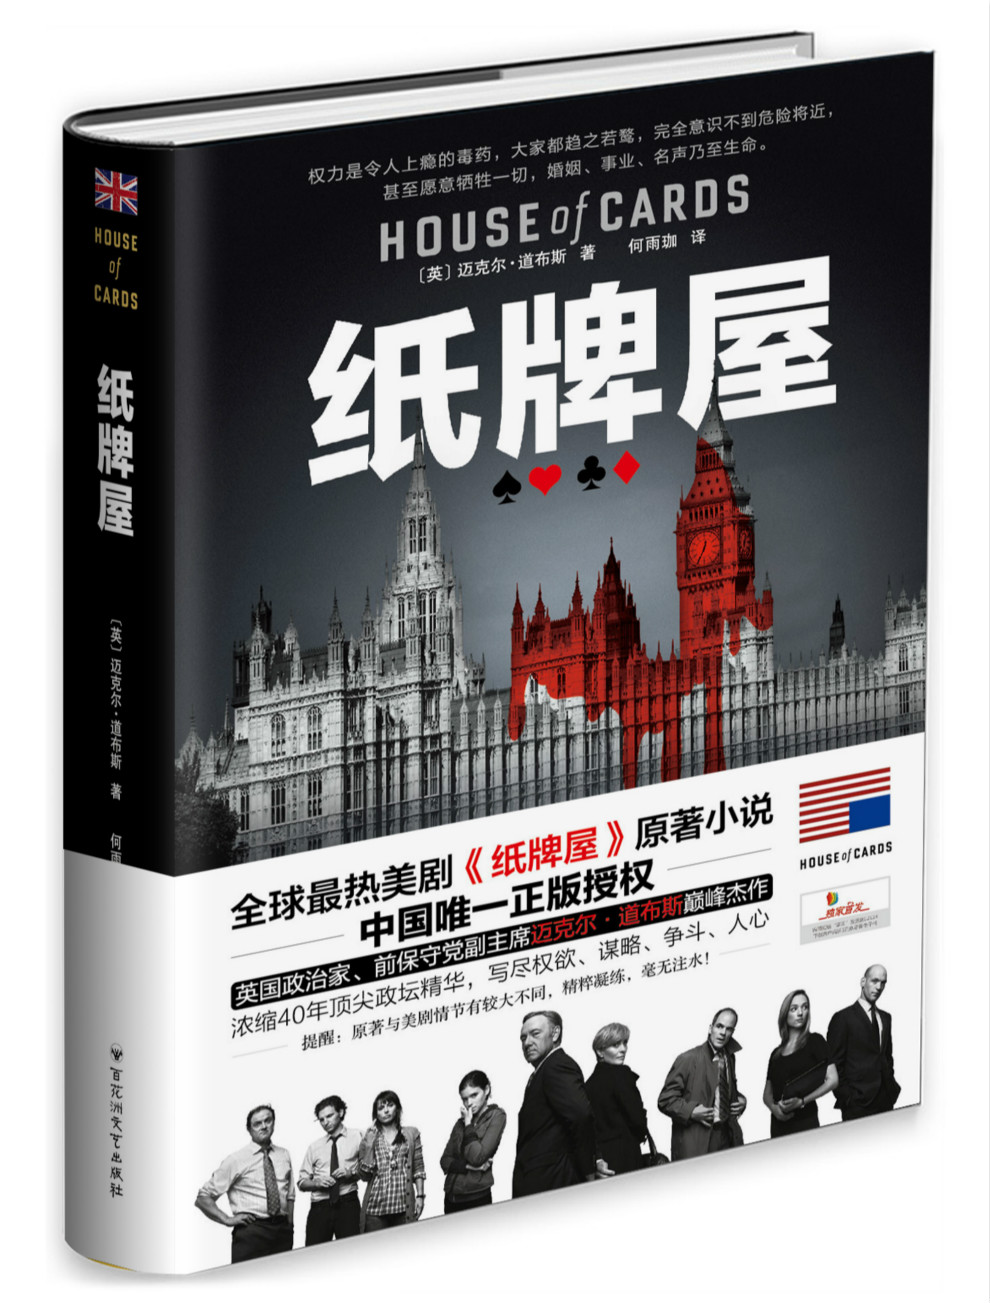 HOUSE
of
CARDS
纸牌屋
〔英〕迈克尔·道布斯 著
何雨
百花洲文艺出版社
权力是令人上瘾的毒药，大家都趋之若鹜，完全意识不到危险将近，
甚至愿意牺牲一切，婚姻、事业、名声乃至生命。
HOUSE of CARDS
〔英〕迈克尔·道布斯 著 何雨珈 译
纸牌屋
全球最热美剧《纸牌屋》原著小说
中国唯一正版授权
英国政治家、前保守党副主席迈克尔·道布斯巅峰杰作
浓缩40年顶尖政坛精华，写尽权欲、谋略、争斗、人心
提醒：原著与美剧情节有较大不同，精粹凝练，毫无注水！
HOUSE of CARDS
独家首发